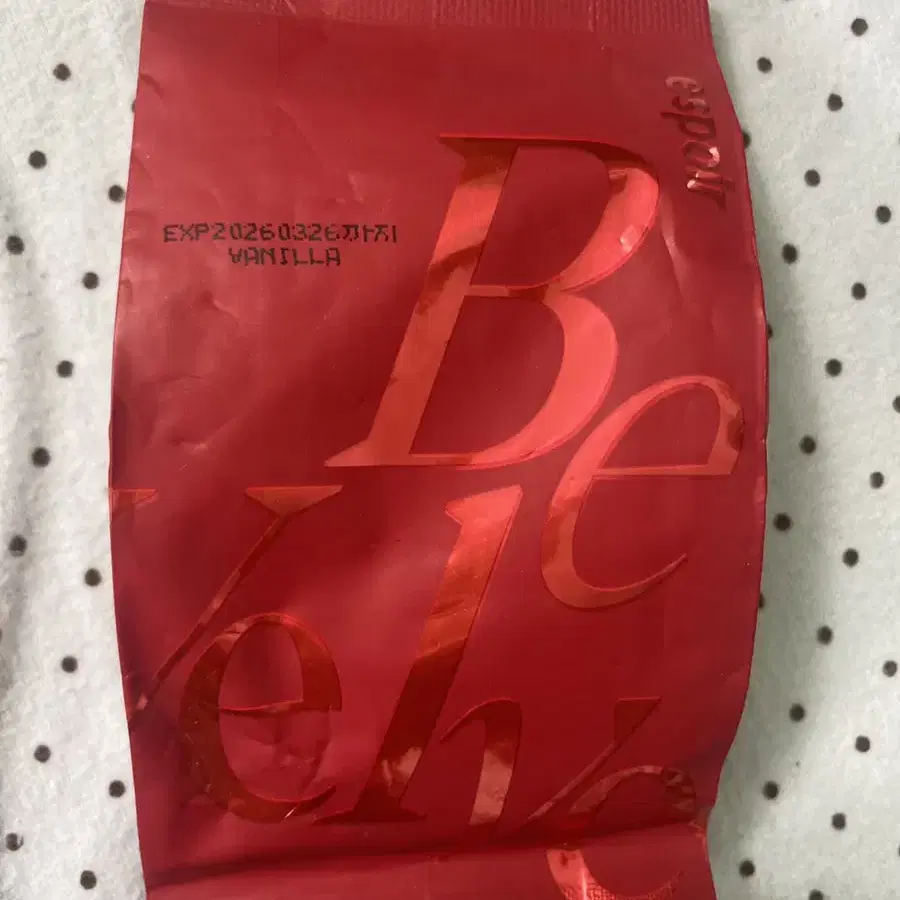 espoir
EXP20260326까지
VANILLA
Be
Velve